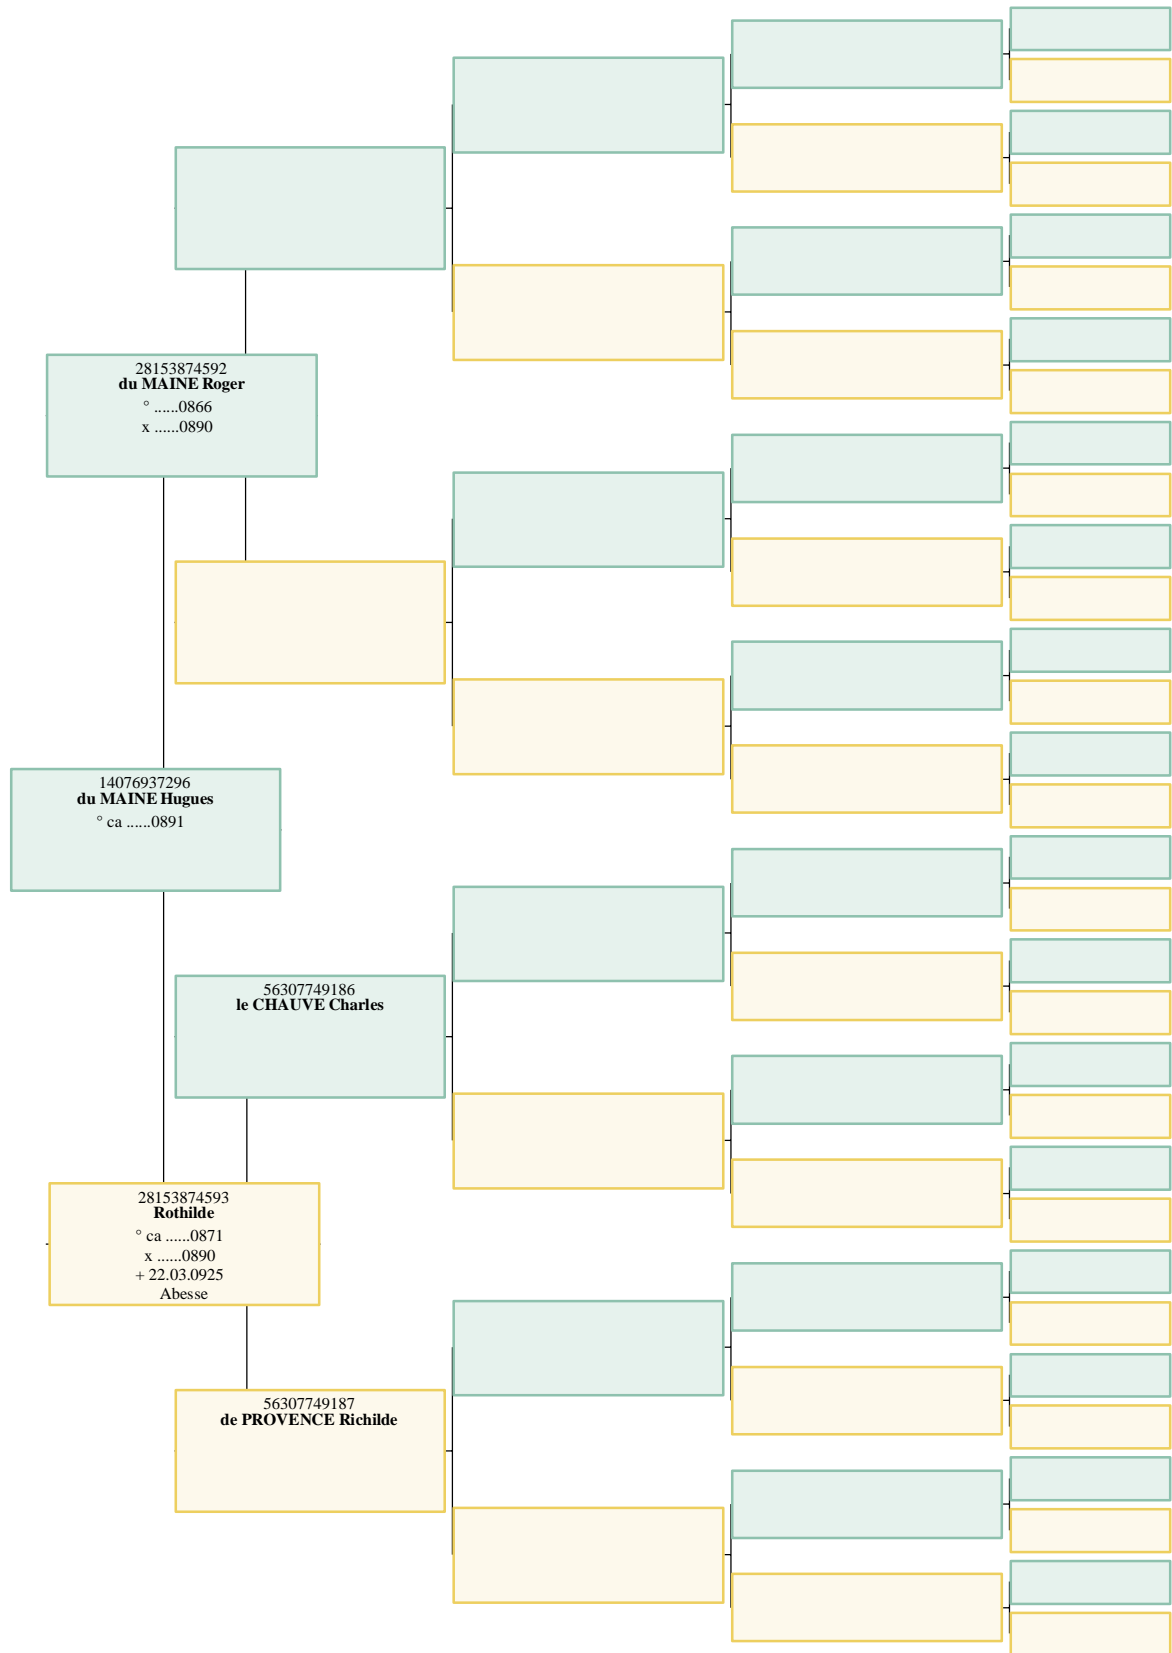 28153874592
du MAINE Roger
° ......0866
x ......0890
14076937296
du MAINE Hugues
° ca ......0891
56307749186
le CHAUVE Charles
28153874593
Rothilde
° ca ......0871
x ......0890
+ 22.03.0925
Abesse
56307749187
de PROVENCE Richilde